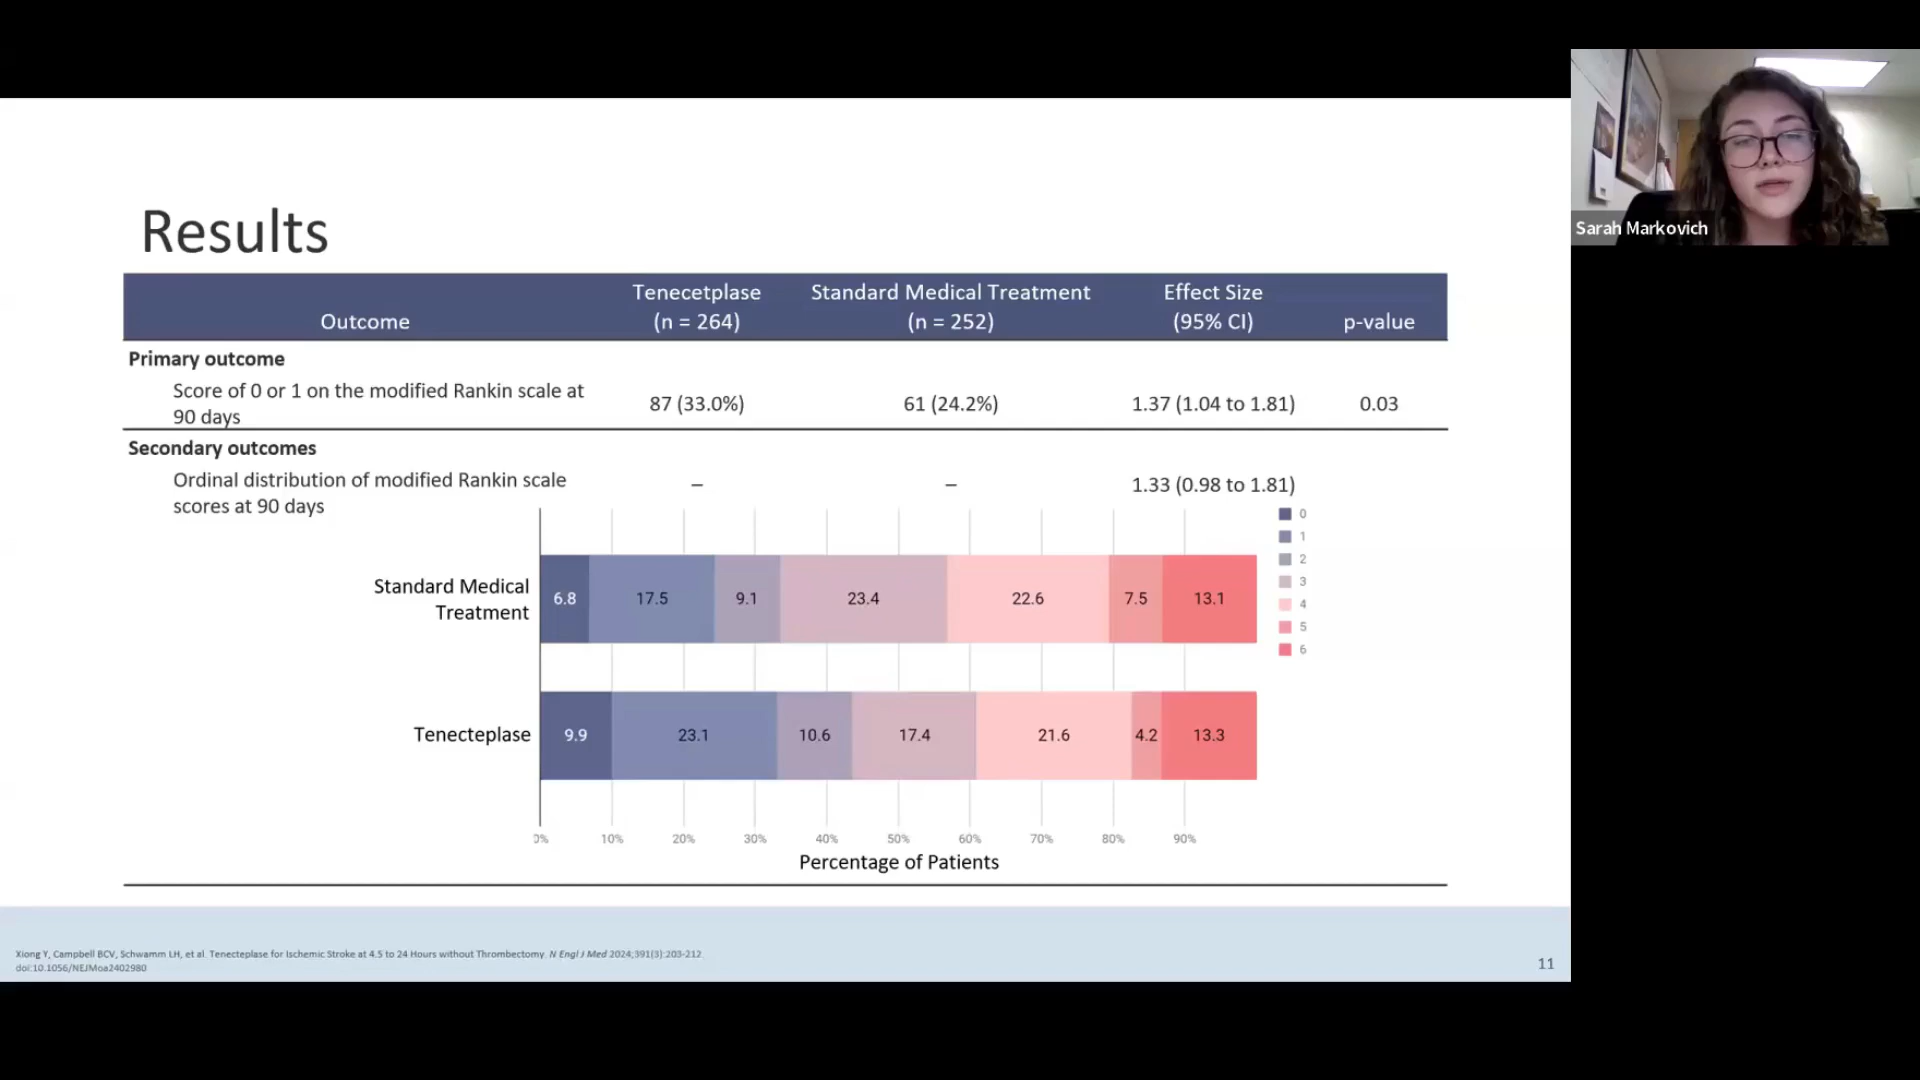 Sarah Markovich
Results
Outcome
Tenecetplase
(n = 264)
Standard Medical Treatment
(n = 252)
Effect Size
(95% CI)
p-value
Primary outcome
Score of 0 or 1 on the modified Rankin scale at
90 days
87 (33.0%)
61 (24.2%)
1.37 (1.04 to 1.81)
0.03
Secondary outcomes
Ordinal distribution of modified Rankin scale
scores at 90 days
–
–
1.33 (0.98 to 1.81)
0
1
2
3
4
5
6
Standard Medical
Treatment
6.8 17.5 9.1 23.4 22.6 7.5 13.1
Tenecteplase
9.9 23.1 10.6 17.4 21.6 4.2 13.3
0% 10% 20% 30% 40% 50% 60% 70% 80% 90%
Percentage of Patients
Xiong Y, Campbell BCV, Schwamm LH, et al. Tenecteplase for Ischemic Stroke at 4.5 to 24 Hours without Thrombectomy. N Engl J Med 2024;391(3):203-212.
doi:10.1056/NEJMoa2402980
11